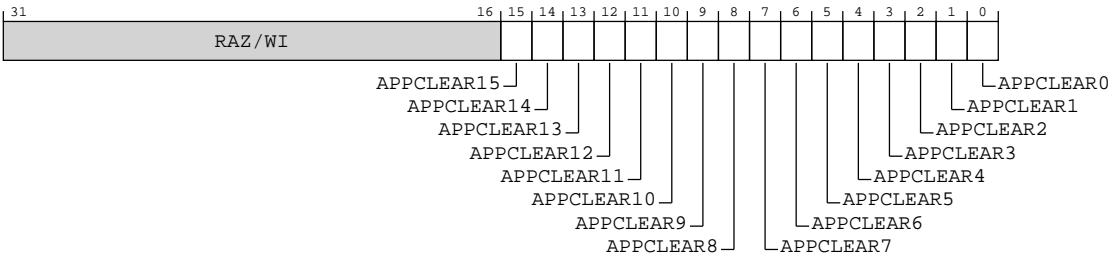 31 16 15 14 13 12 11 10 9 8 7 6 5 4 3 2 1 0
RAZ/WI
APPCLEAR15 APPCLEAR0
APPCLEAR14 APPCLEAR1
APPCLEAR13 APPCLEAR2
APPCLEAR12 APPCLEAR3
APPCLEAR11 APPCLEAR4
APPCLEAR10 APPCLEAR5
APPCLEAR9 APPCLEAR6
APPCLEAR8 APPCLEAR7